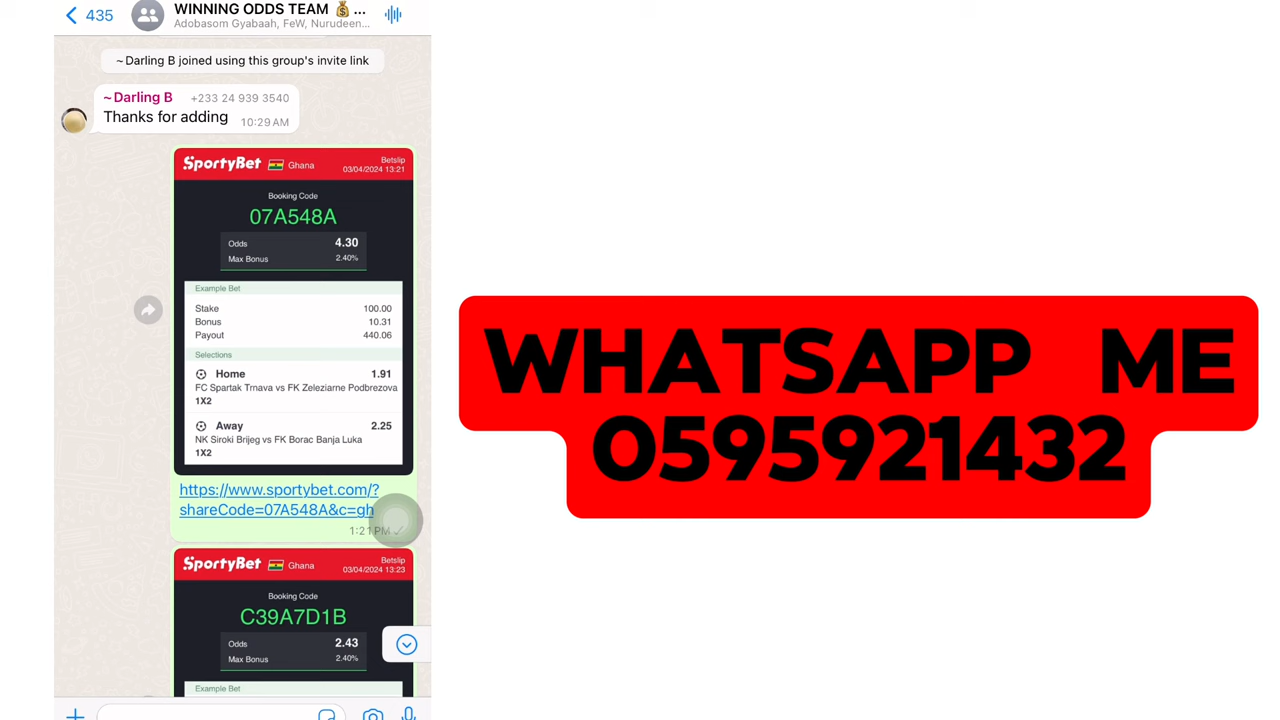 435
WINNING ODDS TEAM 💰 ...
Adobasom Gyabaah, FeW, Nurudeen...
~ Darling B joined using this group's invite link
~ Darling B +233 24 939 3540
Thanks for adding 10:29 AM
SportyBet Ghana Betslip
03/04/2024 13:21
Booking Code
07A548A
Odds 4.30
Max Bonus 2.40%
Example Bet
Stake 100.00
Bonus 10.31
Payout 440.06
Selections
Home 1.91
FC Spartak Trnava vs FK Zeleziarne Podbrezova
1X2
Away 2.25
NK Siroki Brijeg vs FK Borac Banja Luka
1X2
https://www.sportybet.com/?
shareCode=07A548A&c=gh
1:21 PM
SportyBet Ghana Betslip
03/04/2024 13:23
Booking Code
C39A7D1B
Odds 2.43
Max Bonus 2.40%
Example Bet
WHATSAPP ME
0595921432